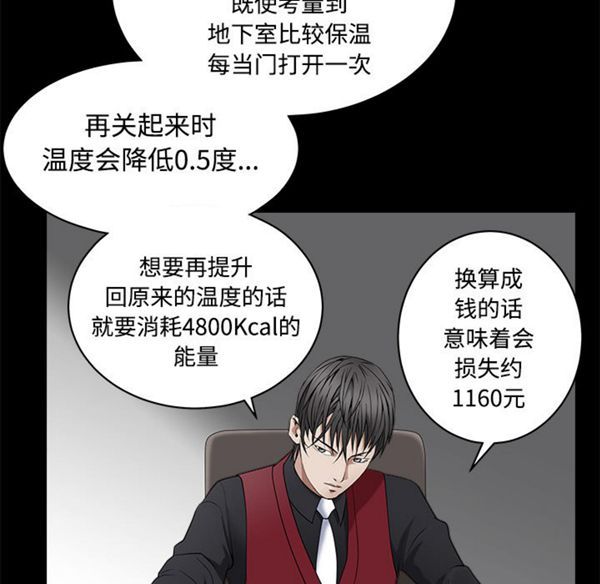 既使考量到
地下室比较保温
每当门打开一次
再关起来时
温度会降低0.5度...
想要再提升
回原来的温度的话
就要消耗4800Kcal的
能量
换算成
钱的话
意味着会
损失约
1160元